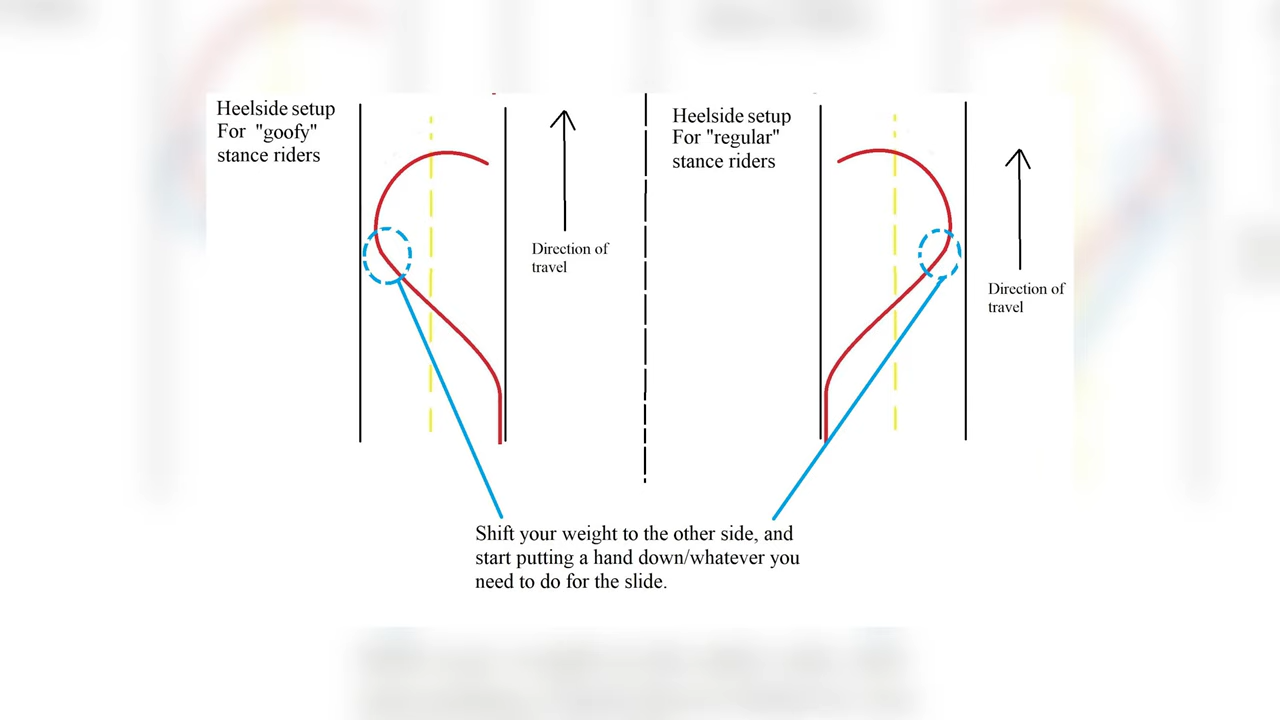 Heelside setup
For "goofy"
stance riders
Direction of
travel
Heelside setup
For "regular"
stance riders
Direction of
travel
Shift your weight to the other side, and
start putting a hand down/whatever you
need to do for the slide.